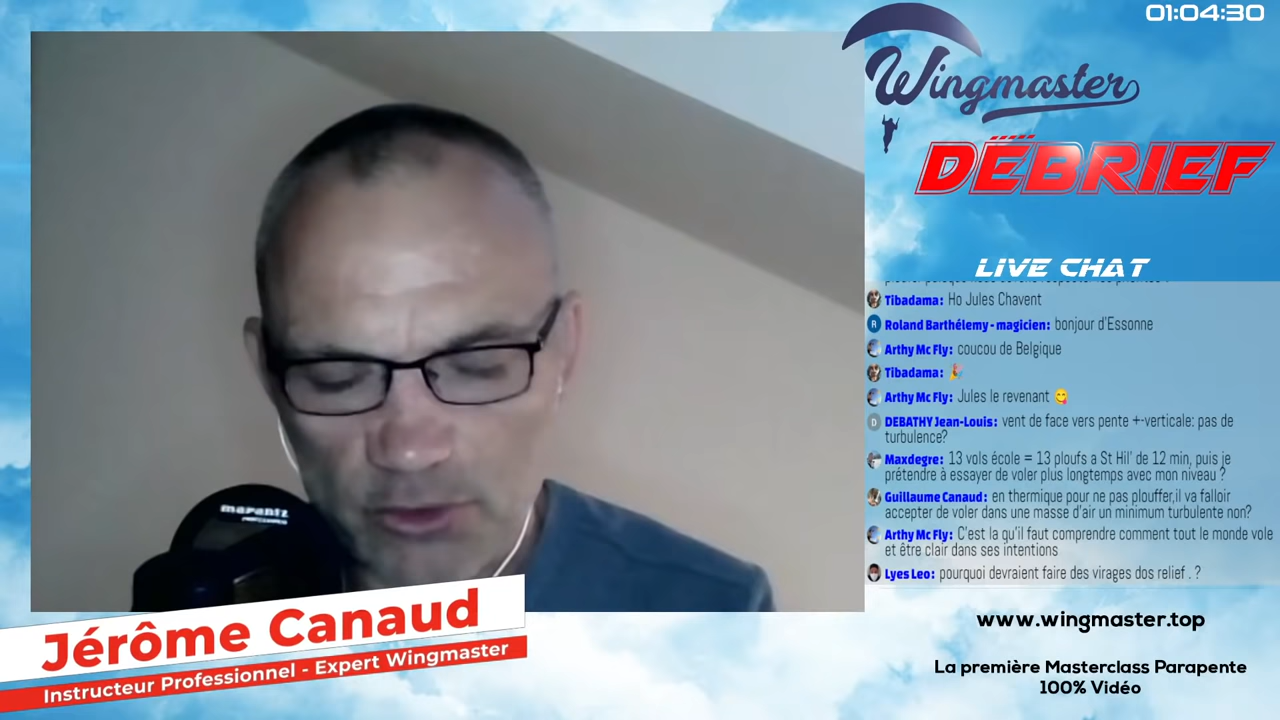 01:04:30
Wingmaster
DËBRIEF
LIVE CHAT
Tibadama: Ho Jules Chavent
R Roland Barthélemy - magicien: bonjour d'Essonne
Arthy Mc Fly: coucou de Belgique
Tibadama: 🎉
Arthy Mc Fly: Jules le revenant 😋
D DEBATHY Jean-Louis: vent de face vers pente +-verticale: pas de
turbulence?
Maxdegre: 13 vols école = 13 ploufs a St Hil' de 12 min, puis je
prétendre à essayer de voler plus longtemps avec mon niveau ?
Guillaume Canaud: en thermique pour ne pas plouffer,il va falloir
accepter de voler dans une masse d'air un minimum turbulente non?
Arthy Mc Fly: C'est la qu'il faut comprendre comment tout le monde vole
et être clair dans ses intentions
Lyes Leo: pourquoi devraient faire des virages dos relief . ?
marantz
Jérôme Canaud
Instructeur Professionnel - Expert Wingmaster
www.wingmaster.top
La première Masterclass Parapente
100% Vidéo